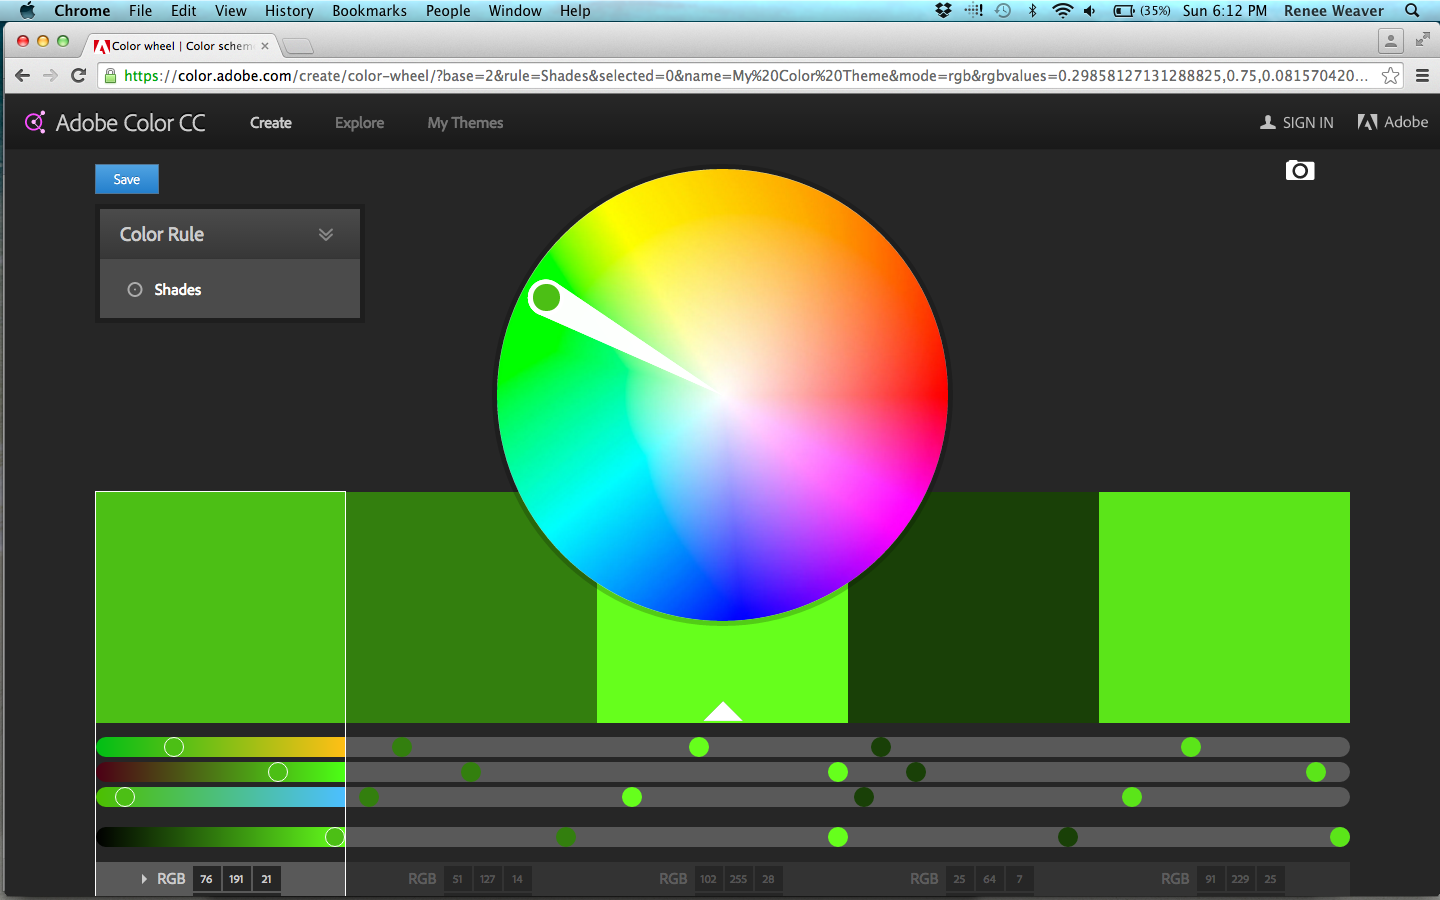 Chrome File Edit View History Bookmarks People Window Help (35%) Sun 6:12 PM Renee Weaver
Color wheel | Color schem
https://color.adobe.com/create/color-wheel/?base=2&rule=Shades&selected=0&name=My%20Color%20Theme&mode=rgb&rgbvalues=0.29858127131288825,0.75,0.081570420...
Adobe Color CC Create Explore My Themes SIGN IN Adobe
Save
Color Rule
Shades
RGB 76 191 21 RGB 51 127 14 RGB 102 255 28 RGB 25 64 7 RGB 91 229 25